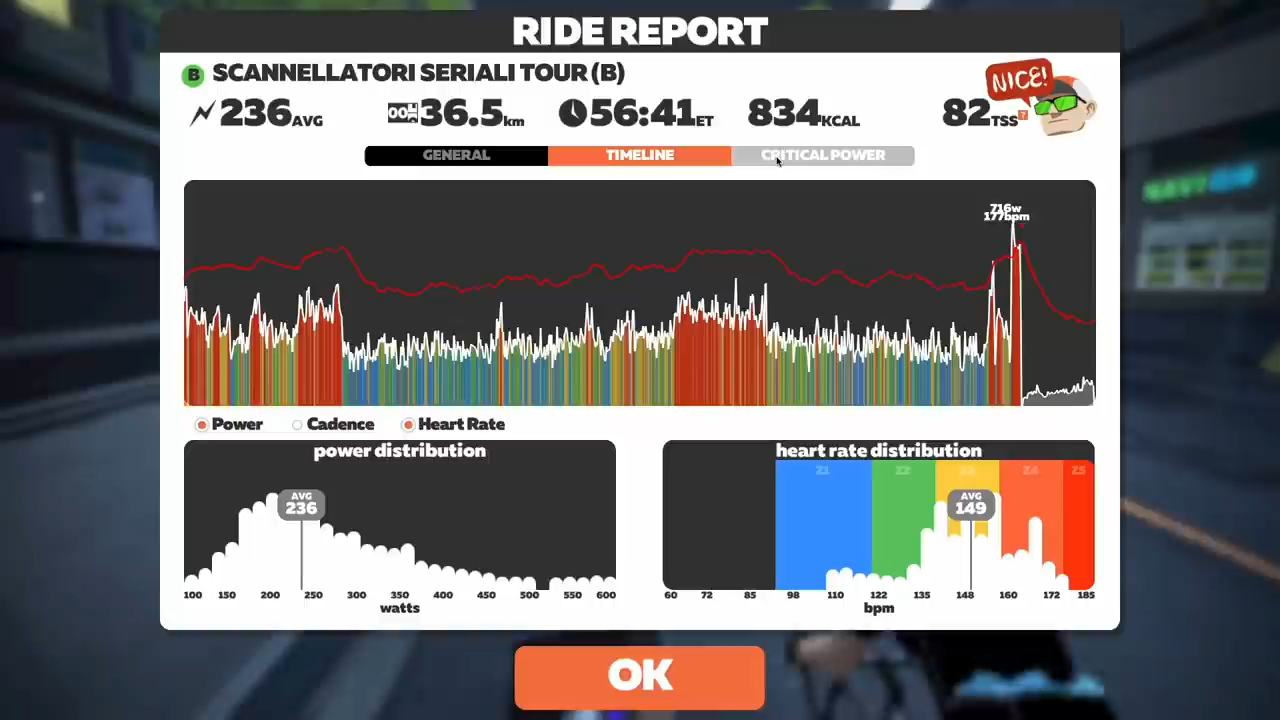 RIDE REPORT
B SCANNELLATORI SERIALI TOUR (B)
NICE!
236AVG 36.5km 56:41ET 834KCAL 82TSS?
GENERAL TIMELINE CRITICAL POWER
716w
177bpm
Power Cadence Heart Rate
power distribution
AVG
236
100 150 200 250 300 350 400 450 500 550 600
watts
heart rate distribution
Z1 Z2 Z3 Z4 Z5
AVG
149
60 72 85 98 110 122 135 148 160 172 185
bpm
OK